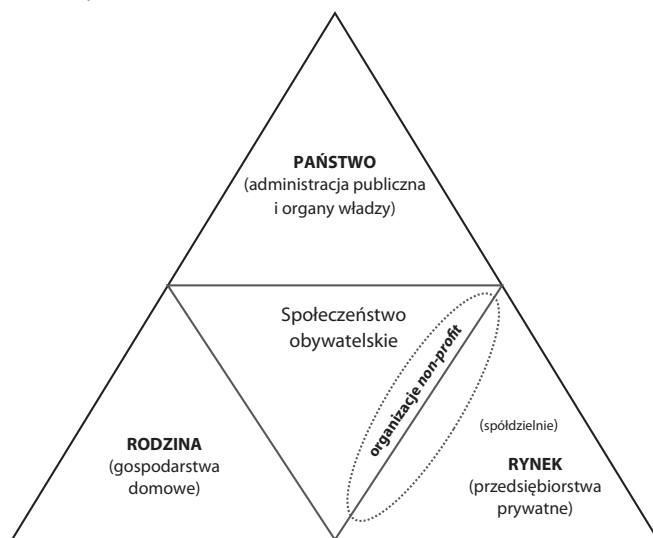 PAŃSTWO
(administracja publiczna
i organy władzy)
Społeczeństwo
obywatelskie
organizacje non-profit
RODZINA
(gospodarstwa
domowe)
(spółdzielnie)
RYNEK
(przedsiębiorstwa
prywatne)